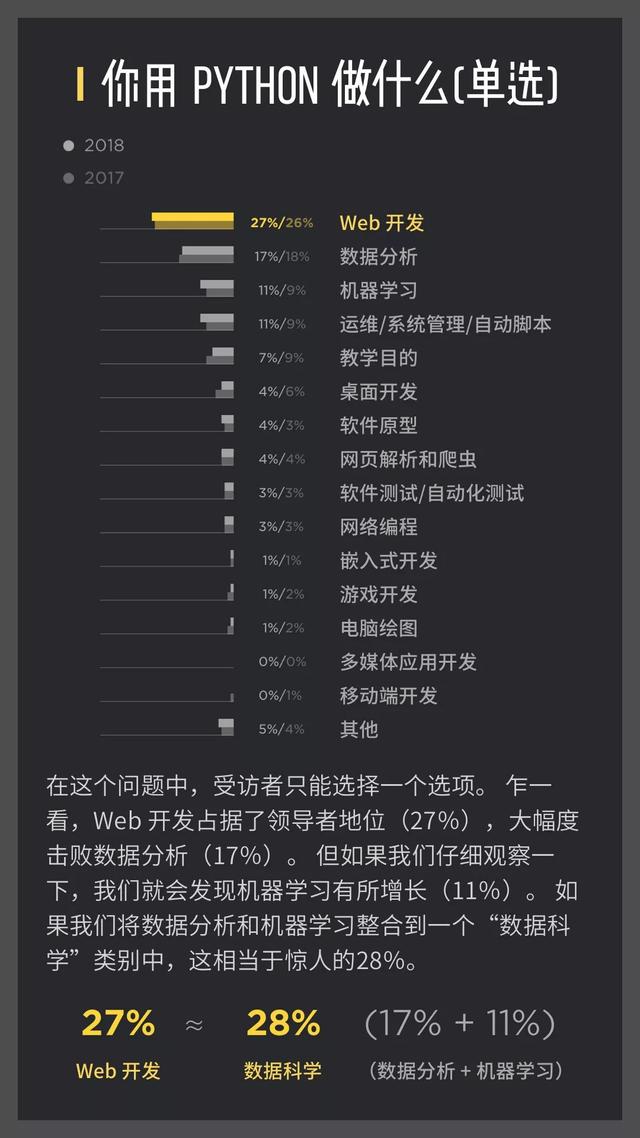 你用 PYTHON 做什么(单选)
2018
2017
27%/26% Web 开发
17%/18% 数据分析
11%/9% 机器学习
11%/9% 运维/系统管理/自动脚本
7%/9% 教学目的
4%/6% 桌面开发
4%/3% 软件原型
4%/4% 网页解析和爬虫
3%/3% 软件测试/自动化测试
3%/3% 网络编程
1%/1% 嵌入式开发
1%/2% 游戏开发
1%/2% 电脑绘图
0%/0% 多媒体应用开发
0%/1% 移动端开发
5%/4% 其他
在这个问题中，受访者只能选择一个选项。 乍一
看，Web 开发占据了领导者地位（27%），大幅度
击败数据分析（17%）。 但如果我们仔细观察一
下，我们就会发现机器学习有所增长（11%）。 如
果我们将数据分析和机器学习整合到一个“数据科
学”类别中，这相当于惊人的28%。
27% ≈ 28% (17% + 11%)
Web 开发 数据科学 （数据分析 + 机器学习）